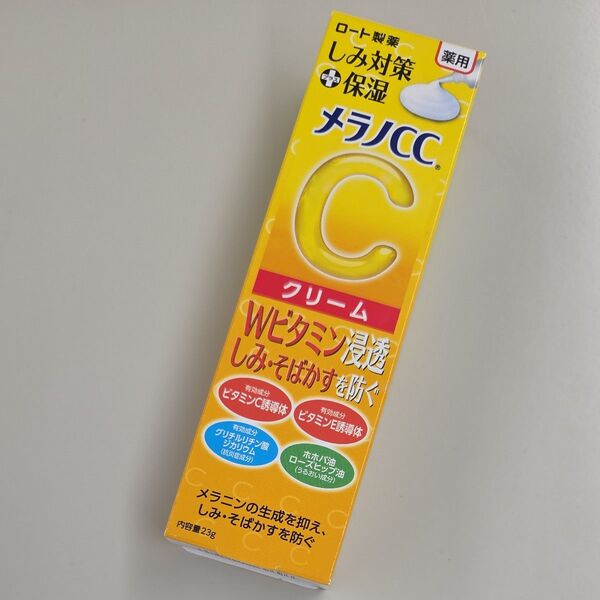 ロート製薬
薬用
しみ対策
保湿
メラノCC®
C
クリーム
Wビタミン浸透
しみ・そばかすを防ぐ
有効成分
ビタミンC誘導体
有効成分
ビタミンE誘導体
有効成分
グリチルリチン酸
ジカリウム
(抗炎症成分)
ホホバ油
ローズヒップ油
(うるおい成分)
メラニンの生成を抑え、
しみ・そばかすを防ぐ
内容量23g